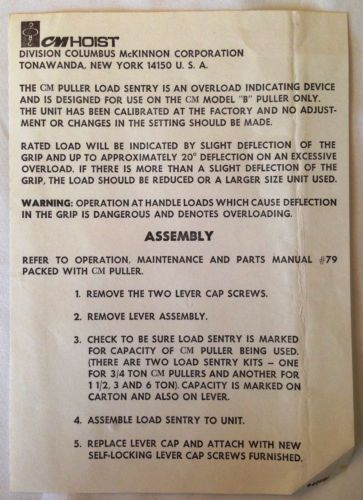 CM HOIST
DIVISION COLUMBUS McKINNON CORPORATION
TONAWANDA, NEW YORK 14150 U. S. A.
THE CM PULLER LOAD SENTRY IS AN OVERLOAD INDICATING DEVICE
AND IS DESIGNED FOR USE ON THE CM MODEL "B" PULLER ONLY.
THE UNIT HAS BEEN CALIBRATED AT THE FACTORY AND NO ADJUST-
MENT OR CHANGES IN THE SETTING SHOULD BE MADE.
RATED LOAD WILL BE INDICATED BY SLIGHT DEFLECTION OF THE
GRIP AND UP TO APPROXIMATELY 20° DEFLECTION ON AN EXCESSIVE
OVERLOAD. IF THERE IS MORE THAN A SLIGHT DEFLECTION OF THE
GRIP, THE LOAD SHOULD BE REDUCED OR A LARGER SIZE UNIT USED.
WARNING: OPERATION AT HANDLE LOADS WHICH CAUSE DEFLECTION
IN THE GRIP IS DANGEROUS AND DENOTES OVERLOADING.
ASSEMBLY
REFER TO OPERATION, MAINTENANCE AND PARTS MANUAL #79
PACKED WITH CM PULLER.
1. REMOVE THE TWO LEVER CAP SCREWS.
2. REMOVE LEVER ASSEMBLY.
3. CHECK TO BE SURE LOAD SENTRY IS MARKED
FOR CAPACITY OF CM PULLER BEING USED.
(THERE ARE TWO LOAD SENTRY KITS - ONE
FOR 3/4 TON CM PULLERS AND ANOTHER FOR
1 1/2, 3 AND 6 TON). CAPACITY IS MARKED ON
CARTON AND ALSO ON LEVER.
4. ASSEMBLE LOAD SENTRY TO UNIT.
5. REPLACE LEVER CAP AND ATTACH WITH NEW
SELF-LOCKING LEVER CAP SCREWS FURNISHED.